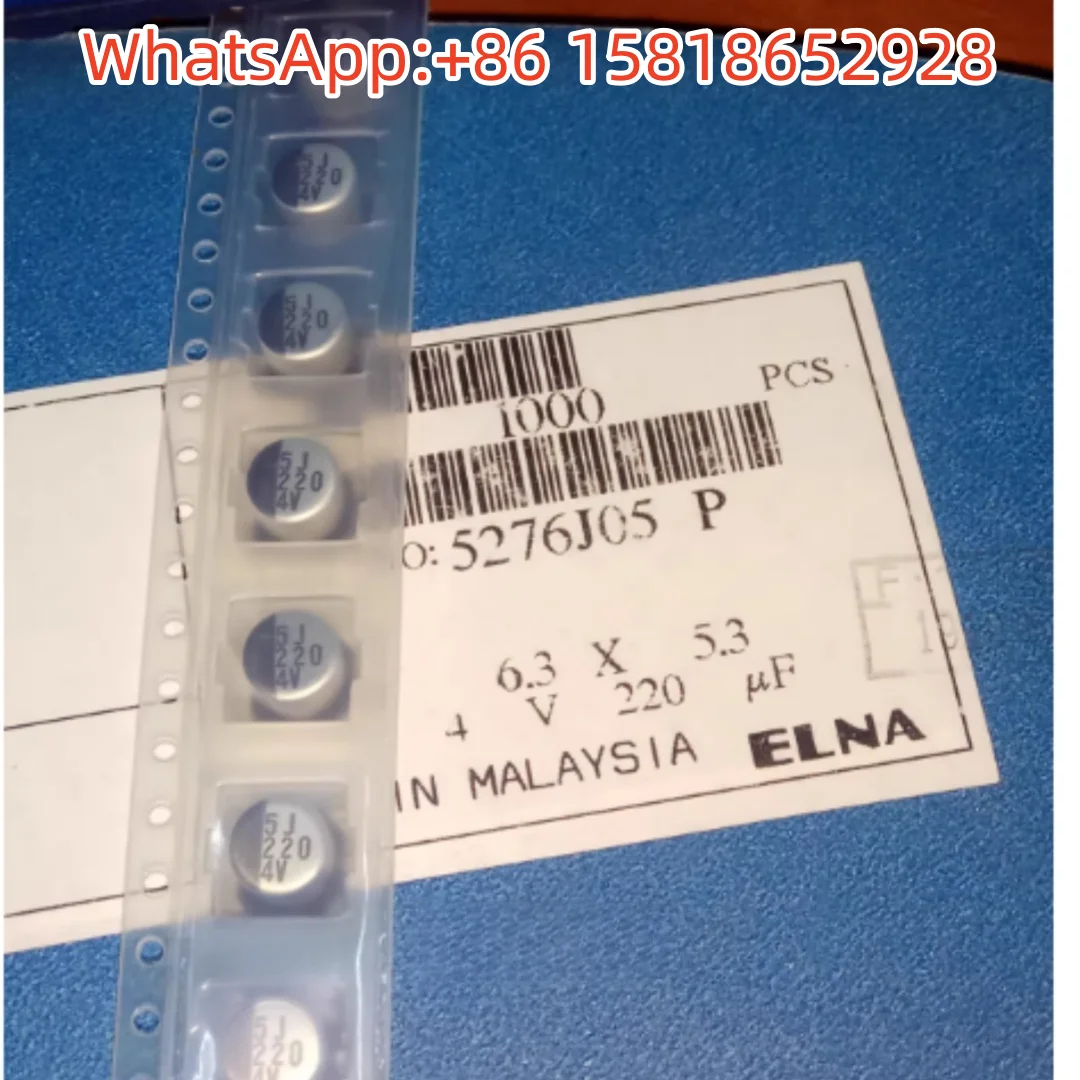 WhatsApp:+86 15818652928
1000
PCS
O: 5276J05 P
6.3 X 5.3
4 V 220 µF
IN MALAYSIA ELNA
F
19
5J
220
4V
5J
220
4V
5J
220
4V
5J
220
4V
5J
220
4V
5J
220